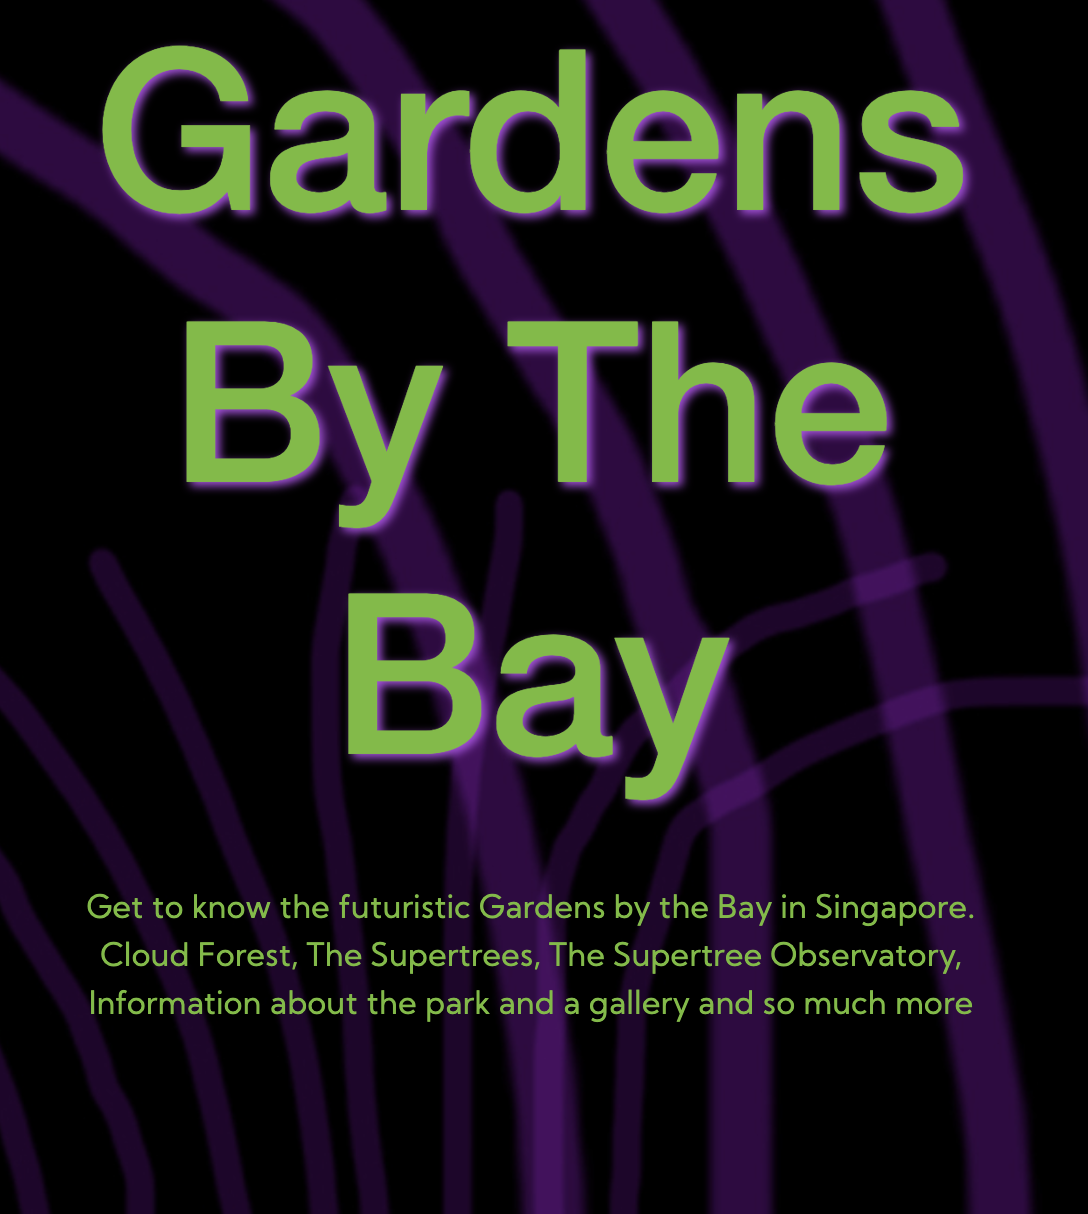 Gardens
By The
Bay
Get to know the futuristic Gardens by the Bay in Singapore.
Cloud Forest, The Supertrees, The Supertree Observatory,
Information about the park and a gallery and so much more